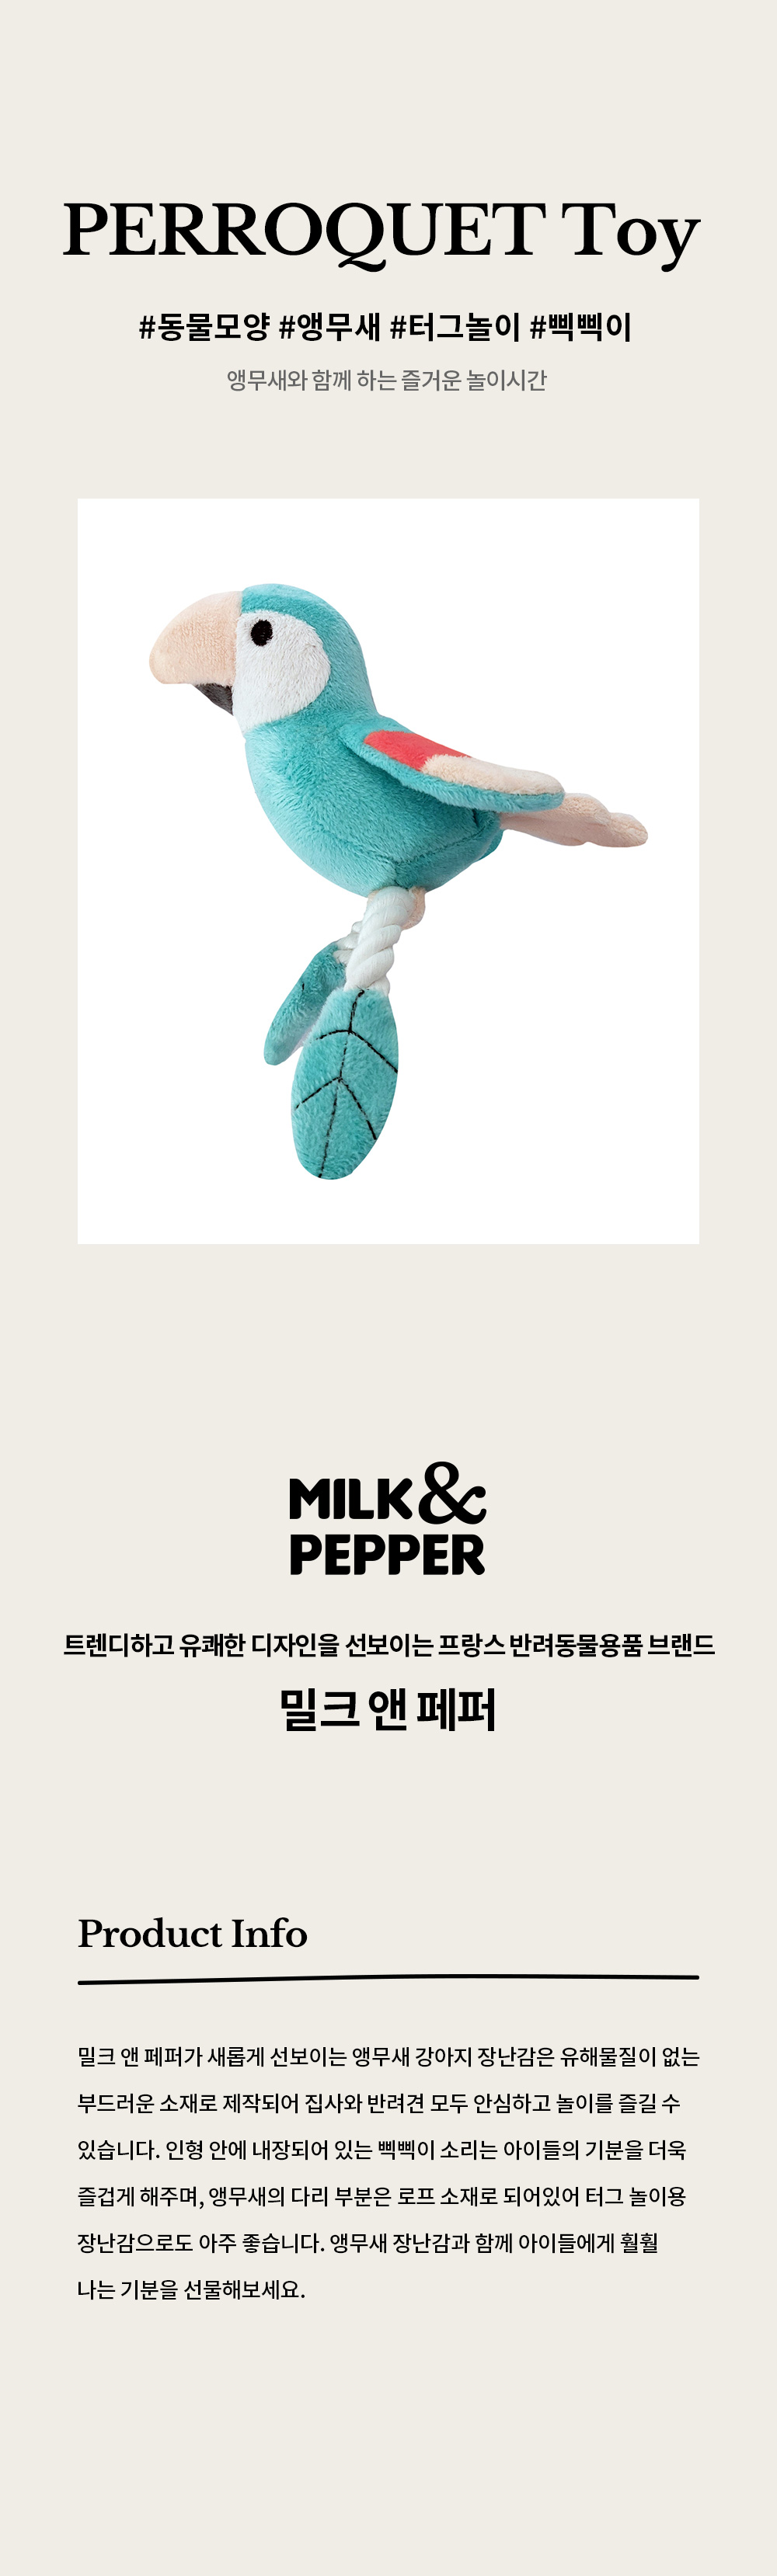 PERROQUET Toy
#동물모양 #앵무새 #터그놀이 #삑삑이
앵무새와 함께 하는 즐거운 놀이시간
MILK&
PEPPER
트렌디하고 유쾌한 디자인을 선보이는 프랑스 반려동물용품 브랜드
밀크 앤 페퍼
Product Info
밀크 앤 페퍼가 새롭게 선보이는 앵무새 강아지 장난감은 유해물질이 없는
부드러운 소재로 제작되어 집사와 반려견 모두 안심하고 놀이를 즐길 수
있습니다. 인형 안에 내장되어 있는 삑삑이 소리는 아이들의 기분을 더욱
즐겁게 해주며, 앵무새의 다리 부분은 로프 소재로 되어있어 터그 놀이용
장난감으로도 아주 좋습니다. 앵무새 장난감과 함께 아이들에게 훨훨
나는 기분을 선물해보세요.